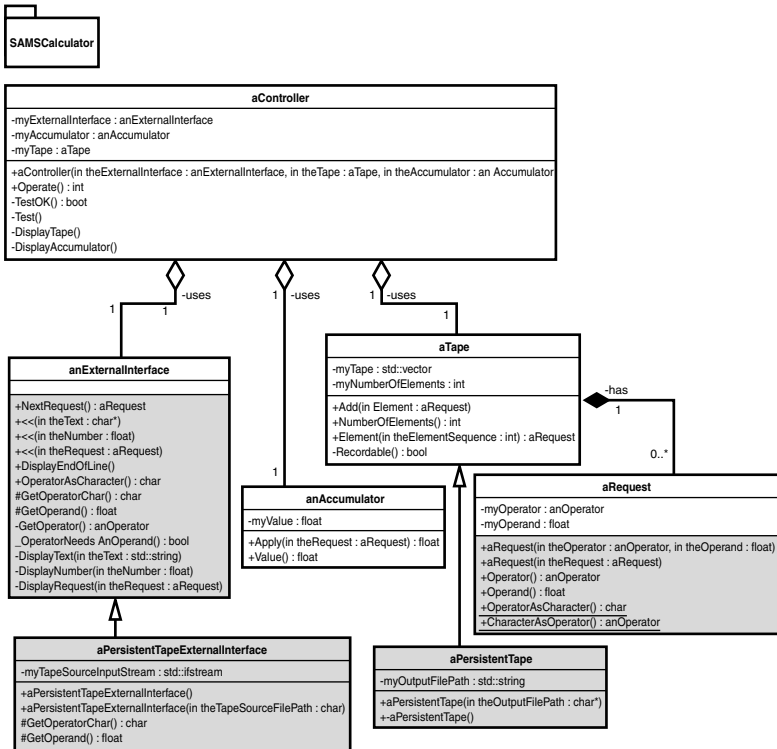 SAMSCalculator
aController
-myExternalInterface : anExternalInterface
-myAccumulator : anAccumulator
-myTape : aTape
+aController(in theExternalInterface : anExternalInterface, in theTape : aTape, in theAccumulator : an Accumulator
+Operate() : int
-TestOK() : boot
-Test()
-DisplayTape()
-DisplayAccumulator()
-uses
1
1
1
-uses
1
1
-uses
1
anExternalInterface
+NextRequest() : aRequest
+<<(in theText : char*)
+<<(in theNumber : float)
+<<(in theRequest : aRequest)
+DisplayEndOfLine()
+OperatorAsCharacter() : char
#GetOperatorChar() : char
#GetOperand() : float
-GetOperator() : anOperator
_OperatorNeeds AnOperand() : bool
-DisplayText(in theText : std::string)
-DisplayNumber(in theNumber : float)
-DisplayRequest(in theRequest : aRequest)
aTape
-myTape : std::vector
-myNumberOfElements : int
+Add(in Element : aRequest)
+NumberOfElements() : int
+Element(in theElementSequence : int) : aRequest
-Recordable() : bool
-has
1
0..*
anAccumulator
-myValue : float
+Apply(in theRequest : aRequest) : float
+Value() : float
aRequest
-myOperator : anOperator
-myOperand : float
+aRequest(in theOperator : anOperator, in theOperand : float)
+aRequest(in theRequest : aRequest)
+Operator() : anOperator
+Operand() : float
+OperatorAsCharacter() : char
+CharacterAsOperator() : anOperator
aPersistentTapeExternalInterface
-myTapeSourceInputStream : std::ifstream
+aPersistentTapeExternalInterface()
+aPersistentTapeExternalInterface(in theTapeSourceFilePath : char)
#GetOperatorChar() : char
#GetOperand() : float
aPersistentTape
-myOutputFilePath : std::string
+aPersistentTape(in theOutputFilePath : char*)
+-aPersistentTape()